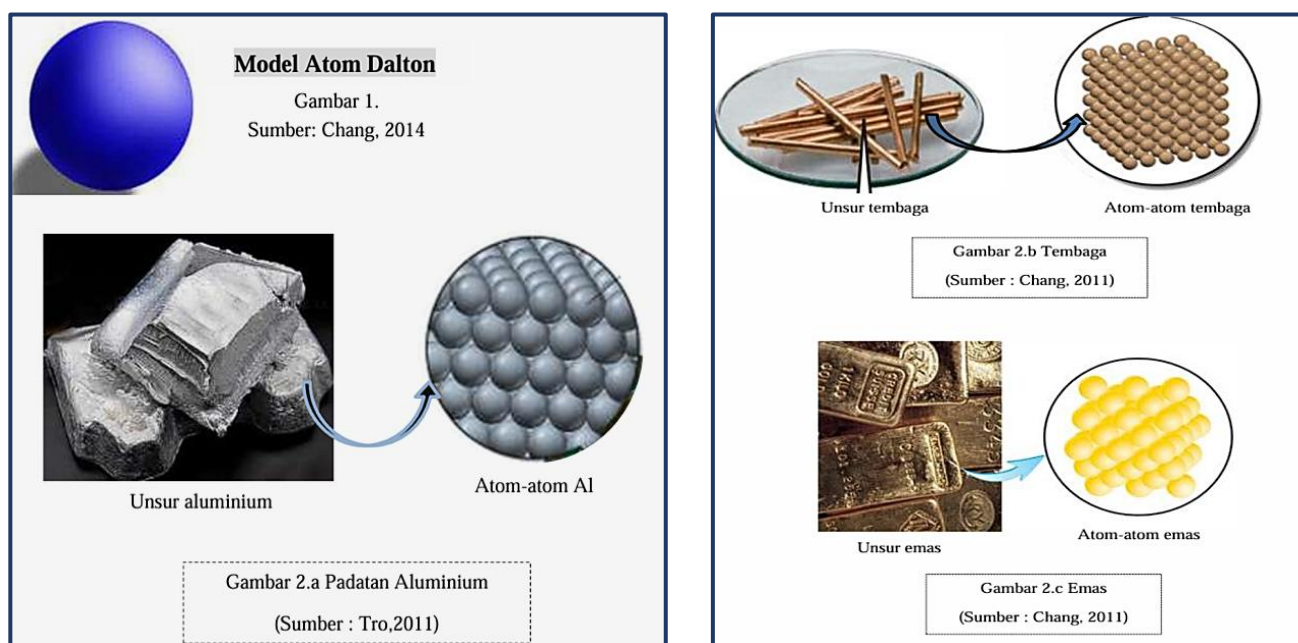 Model Atom Dalton
Gambar 1.
Sumber: Chang, 2014
Unsur aluminium
Atom-atom Al
Gambar 2.a Padatan Aluminium
(Sumber : Tro,2011)
Unsur tembaga
Atom-atom tembaga
Gambar 2.b Tembaga
(Sumber : Chang, 2011)
1 KILO
Unsur emas
Atom-atom emas
Gambar 2.c Emas
(Sumber : Chang, 2011)